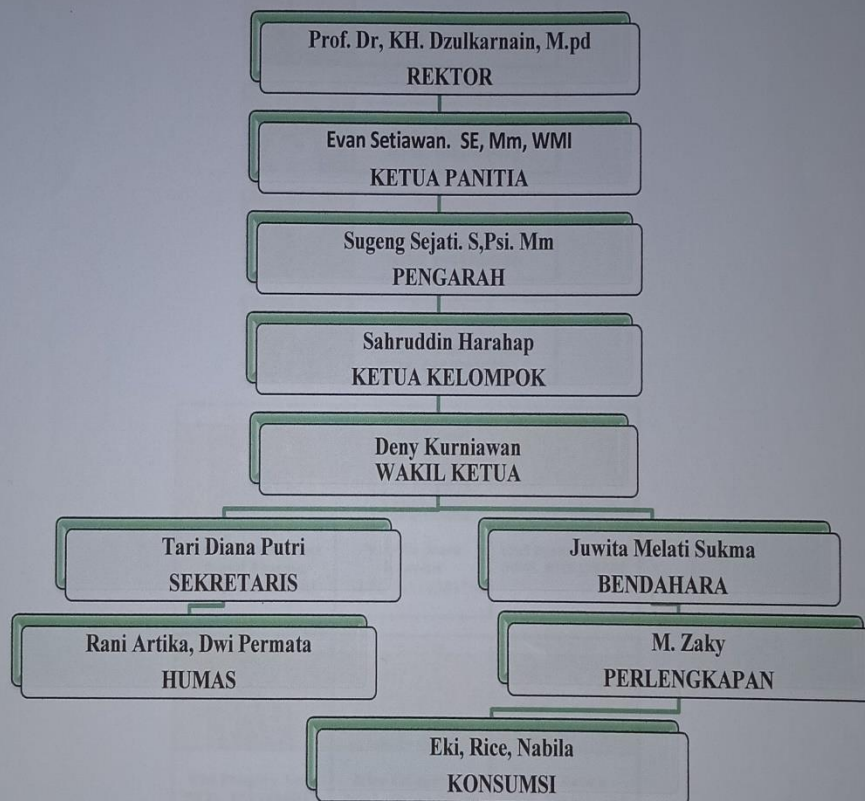 Prof. Dr, KH. Dzulkarnain, M.pd
REKTOR
Evan Setiawan. SE, Mm, WMI
KETUA PANITIA
Sugeng Sejati. S,Psi. Mm
PENGARAH
Sahruddin Harahap
KETUA KELOMPOK
Deny Kurniawan
WAKIL KETUA
Tari Diana Putri
SEKRETARIS
Juwita Melati Sukma
BENDAHARA
Rani Artika, Dwi Permata
HUMAS
M. Zaky
PERLENGKAPAN
Eki, Rice, Nabila
KONSUMSI